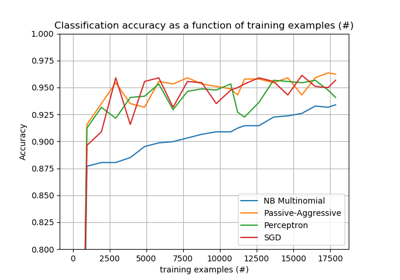 Classification accuracy as a function of training examples (#)
1.000
0.975
0.950
0.925
0.900
0.875
0.850
0.825
0.800
Accuracy
NB Multinomial
Passive-Aggressive
Perceptron
SGD
0 2500 5000 7500 10000 12500 15000 17500
training examples (#)